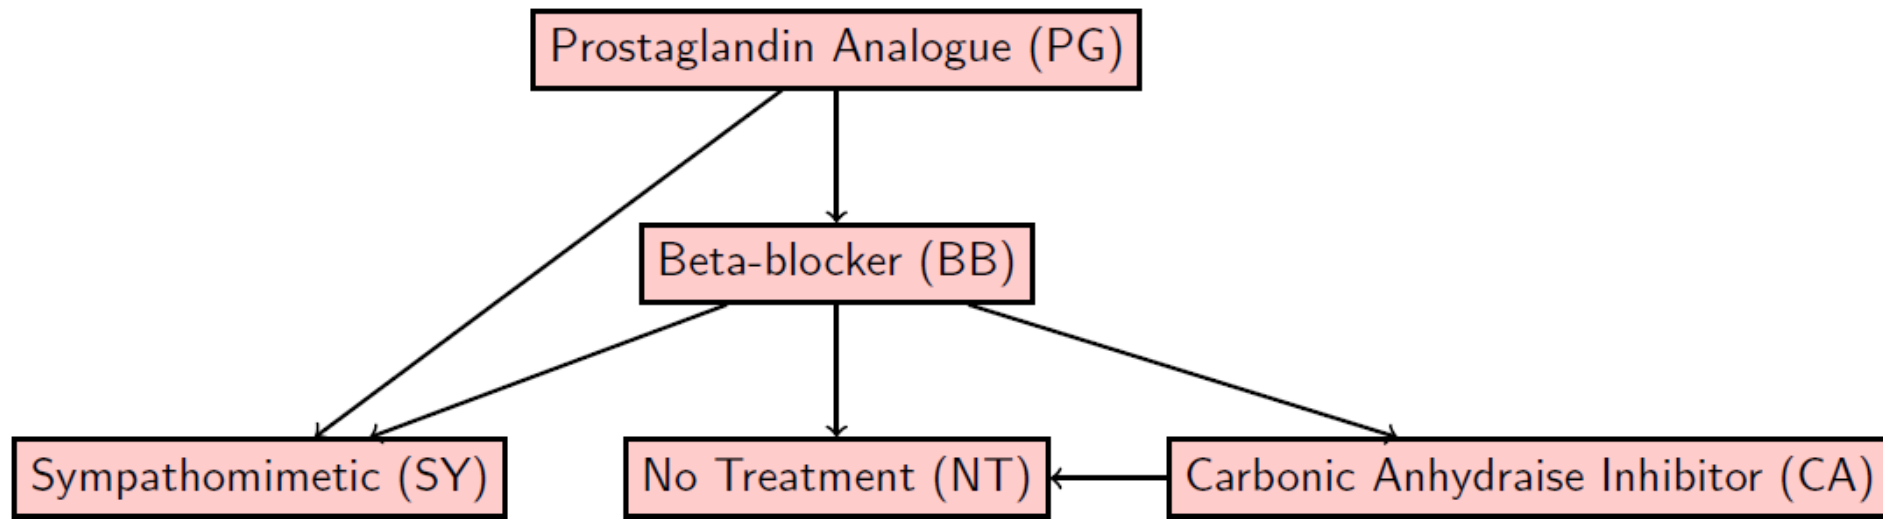 Prostaglandin Analogue (PG)
Beta-blocker (BB)
Sympathomimetic (SY)
No Treatment (NT)
Carbonic Anhydraise Inhibitor (CA)